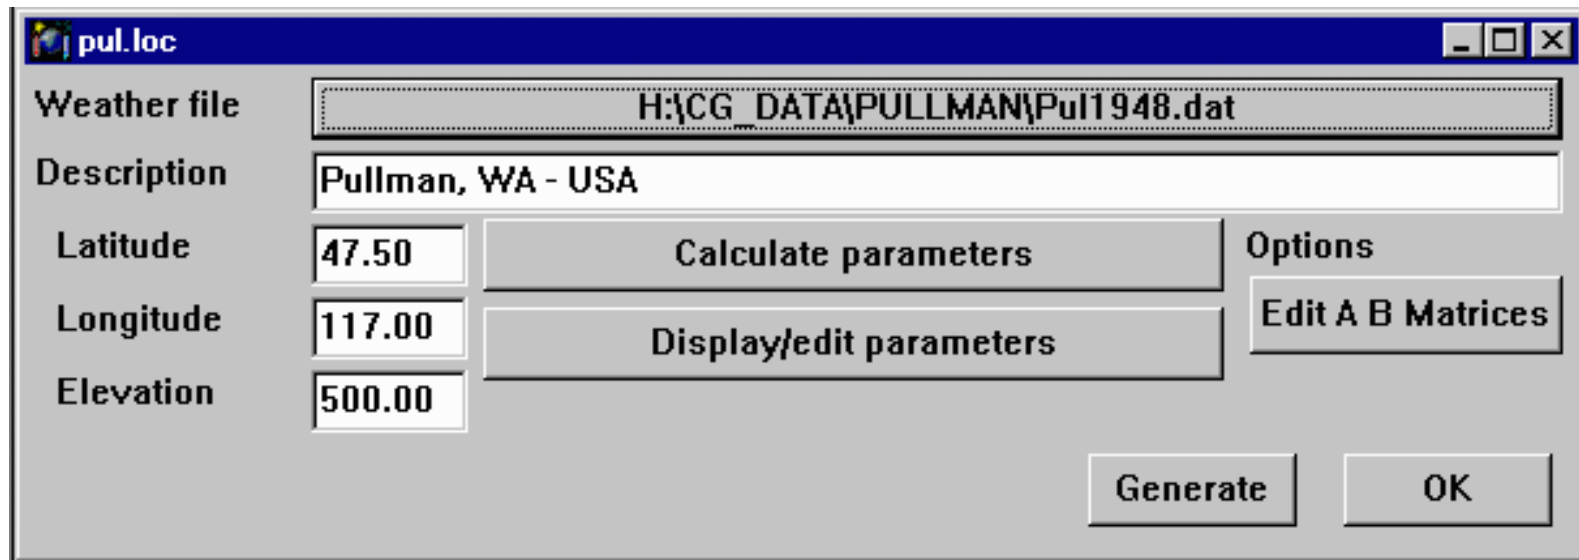 pul.loc
Weather file H:\CG_DATA\PULLMAN\Pul1948.dat
Description Pullman, WA - USA
Latitude 47.50 Calculate parameters Options
Longitude 117.00 Display/edit parameters Edit A B Matrices
Elevation 500.00
Generate OK